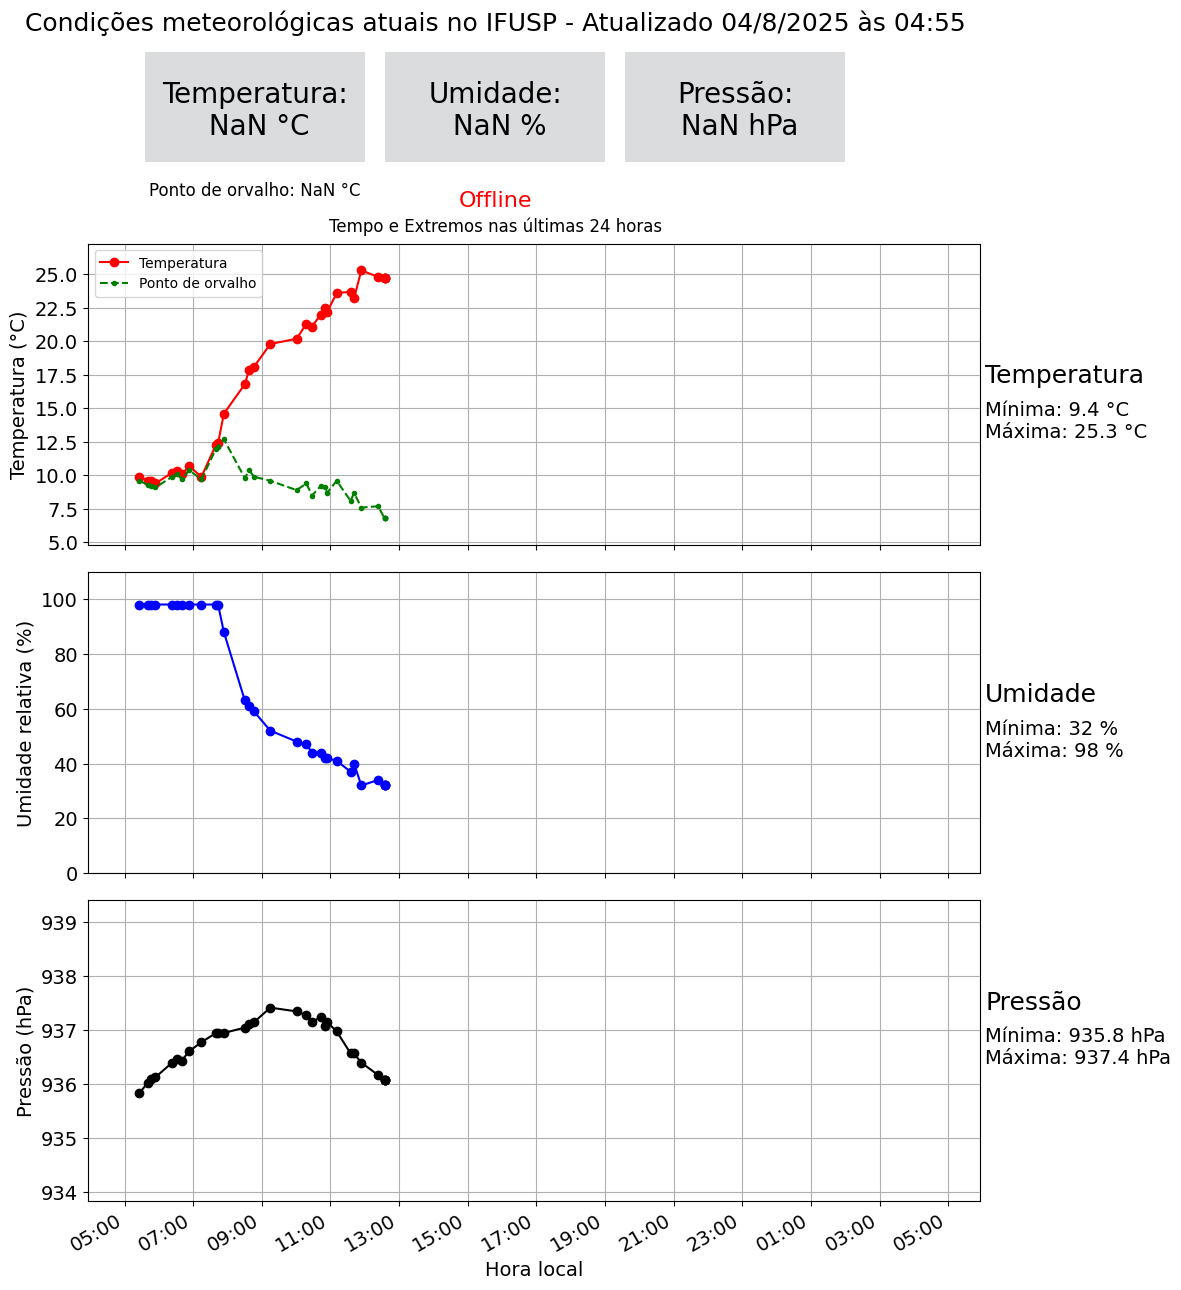 Condições meteorológicas atuais no IFUSP - Atualizado 04/8/2025 às 04:55
Temperatura:
NaN °C
Umidade:
NaN %
Pressão:
NaN hPa
Ponto de orvalho: NaN °C
Offline
Tempo e Extremos nas últimas 24 horas
Temperatura
Ponto de orvalho
Temperatura (°C)
25.0
22.5
20.0
17.5
15.0
12.5
10.0
7.5
5.0
Temperatura
Mínima: 9.4 °C
Máxima: 25.3 °C
Umidade relativa (%)
100
80
60
40
20
0
Umidade
Mínima: 32 %
Máxima: 98 %
Pressão (hPa)
939
938
937
936
935
934
Pressão
Mínima: 935.8 hPa
Máxima: 937.4 hPa
05:00
07:00
09:00
11:00
13:00
15:00
17:00
19:00
21:00
23:00
01:00
03:00
05:00
Hora local